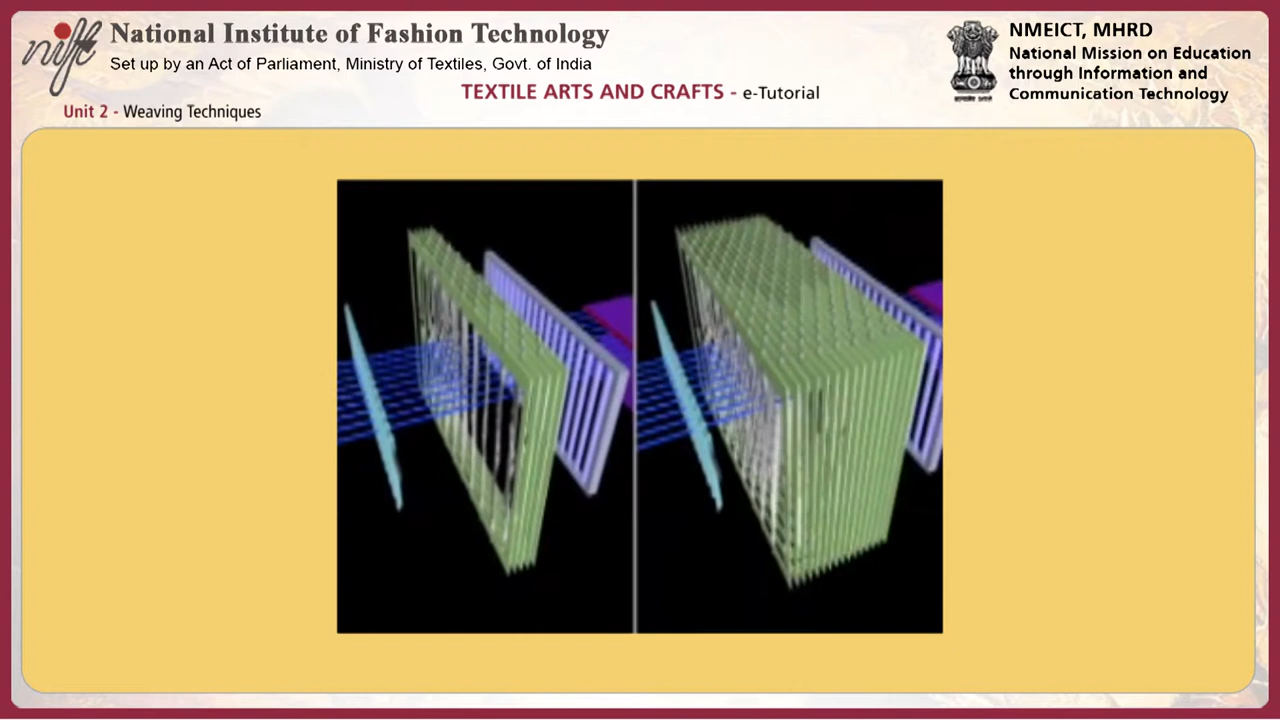 nift
National Institute of Fashion Technology
Set up by an Act of Parliament, Ministry of Textiles, Govt. of India
TEXTILE ARTS AND CRAFTS - e-Tutorial
NMEICT, MHRD
National Mission on Education
through Information and
Communication Technology
Unit 2 - Weaving Techniques